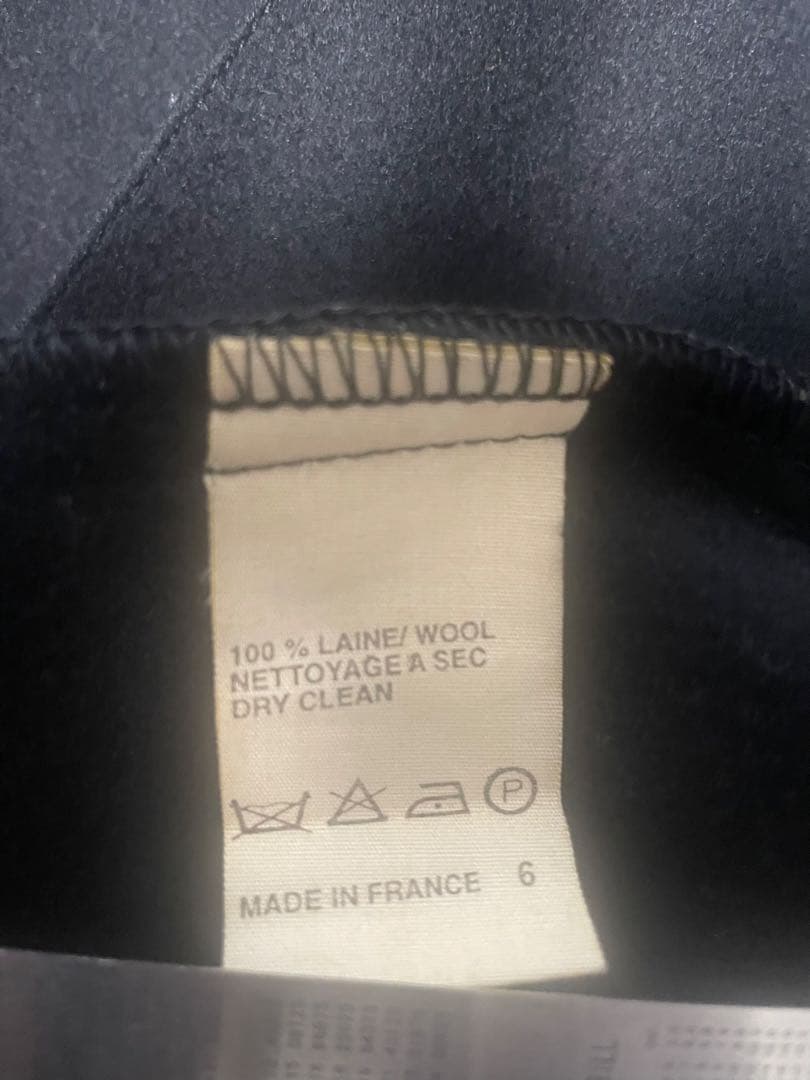 100 % LAINE/ WOOL
NETTOYAGE A SEC
DRY CLEAN
P
MADE IN FRANCE 6